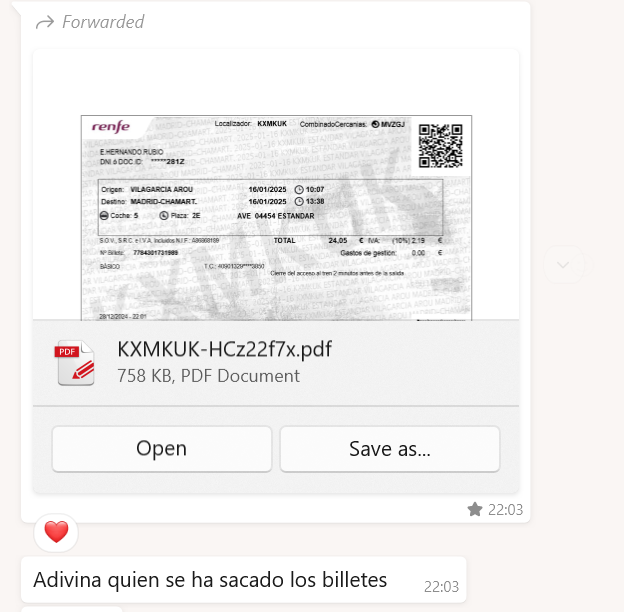 Forwarded
renfe
Localizador: KXMKUK CombinadoCercanías: MVZGJ
E.HERNANDO.RUBIO
DNI ó DOC.ID: *****281Z
Origen: VILAGARCIA AROU 16/01/2025 10:07
Destino: MADRID-CHAMART. 16/01/2025 13:38
Coche: 5 Plaza: 2E AVE 04454 ESTANDAR
TOTAL 24,05 € IVA: (10%) 2,19 €
Nº Billete: 7784301731989 Gastos de gestión: 0,00 €
BÁSICO
Cierre del acceso al tren 2 minutos antes de la salida
28/12/2024 - 22:01
PDF
KXMKUK-HCz22f7x.pdf
758 KB, PDF Document
Open Save as...
22:03
Adivina quien se ha sacado los billetes 22:03